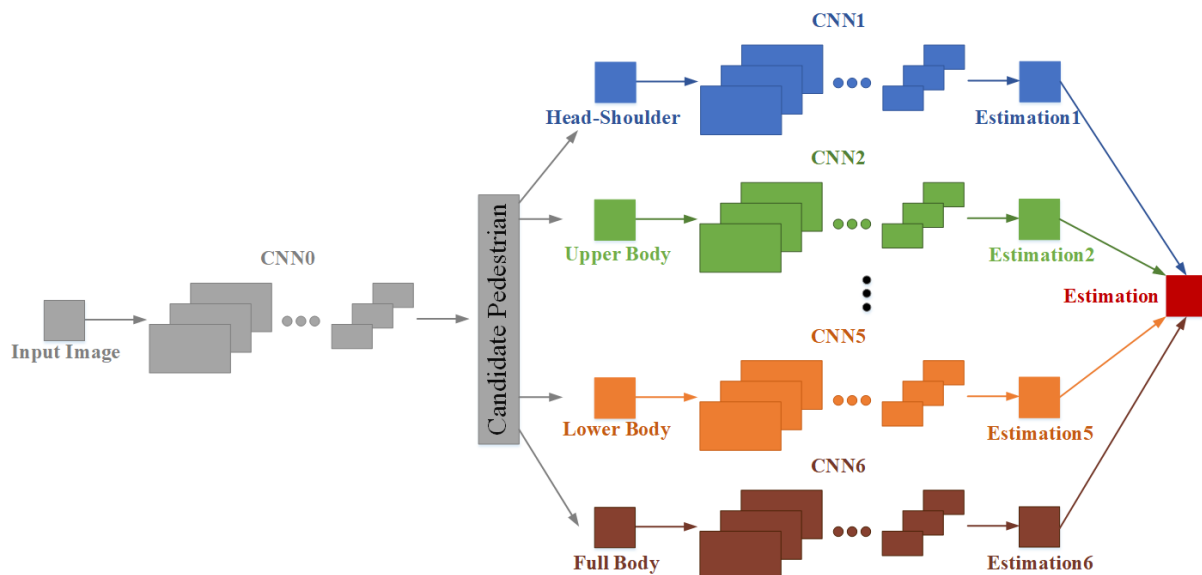 CNN1
Head-Shoulder
Estimation1
CNN2
Upper Body
Estimation2
CNN0
Input Image
Candidate Pedestrian
Estimation
CNN5
Lower Body
Estimation5
CNN6
Full Body
Estimation6